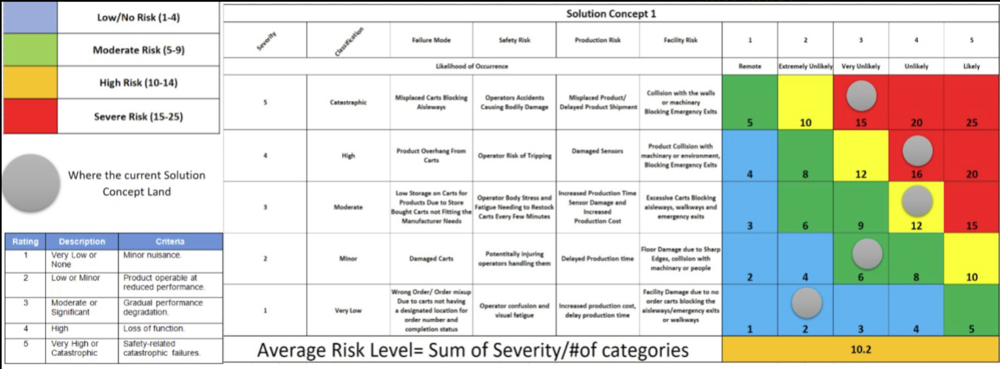 Low/No Risk (1-4)
Moderate Risk (5-9)
High Risk (10-14)
Severe Risk (15-25)
Where the current Solution
Concept Land
Rating Description Criteria
1 Very Low or None Minor nuisance.
2 Low or Minor Product operable at reduced performance.
3 Moderate or Significant Gradual performance degradation.
4 High Loss of function.
5 Very High or Catastrophic Safety-related catastrophic failures.
Solution Concept 1
Severity Classification Failure Mode Safety Risk Production Risk Facility Risk 1 2 3 4 5
Likelihood of Occurrence Remote Extremely Unlikely Very Unlikely Unlikely Likely
5 Catastraphic
Misplaced Carts Blocking
Aisleways
Operators Accidents
Causing Bodily Damage
Misplaced Product/
Delayed Product Shipment
Collision with the walls
or machinary
Blocking Emergency Exits
5 10 15 20 25
4 High
Product Overhang From
Carts
Operator Risk of Tripping
Damaged Sensors
Product Collision with
machinary or environment,
Blocking Emergency Exits
4 8 12 16 20
3 Moderate
Low Storage on Carts for
Products Due to Store
Bought Carts not Fitting the
Manufacturer Needs
Operator Body Stress and
Fatigue Needing to Restock
Carts Every Few Minutes
Increased Production Time
Sensor Damage and
Increased
Production Cost
Excessive Carts Blocking
aisleways, walkways and
emergency exits
3 6 9 12 15
2 Minor
Damaged Carts
Potentitally injuring
operators handling them
Delayed Production time
Floor Damage due to Sharp
Edges, collision with
machinary or people
2 4 6 8 10
1 Very Low
Wrong Order/ Order mixup
Due to carts not having
a designated location for
order number and
completion status
Operator confusion and
visual fatigue
Increased production cost,
delay production time
Facility Damage due to no
order carts blocking the
aisleways/emergency exits
or walkways
1 2 3 4 5
Average Risk Level= Sum of Severity/#of categories 10.2